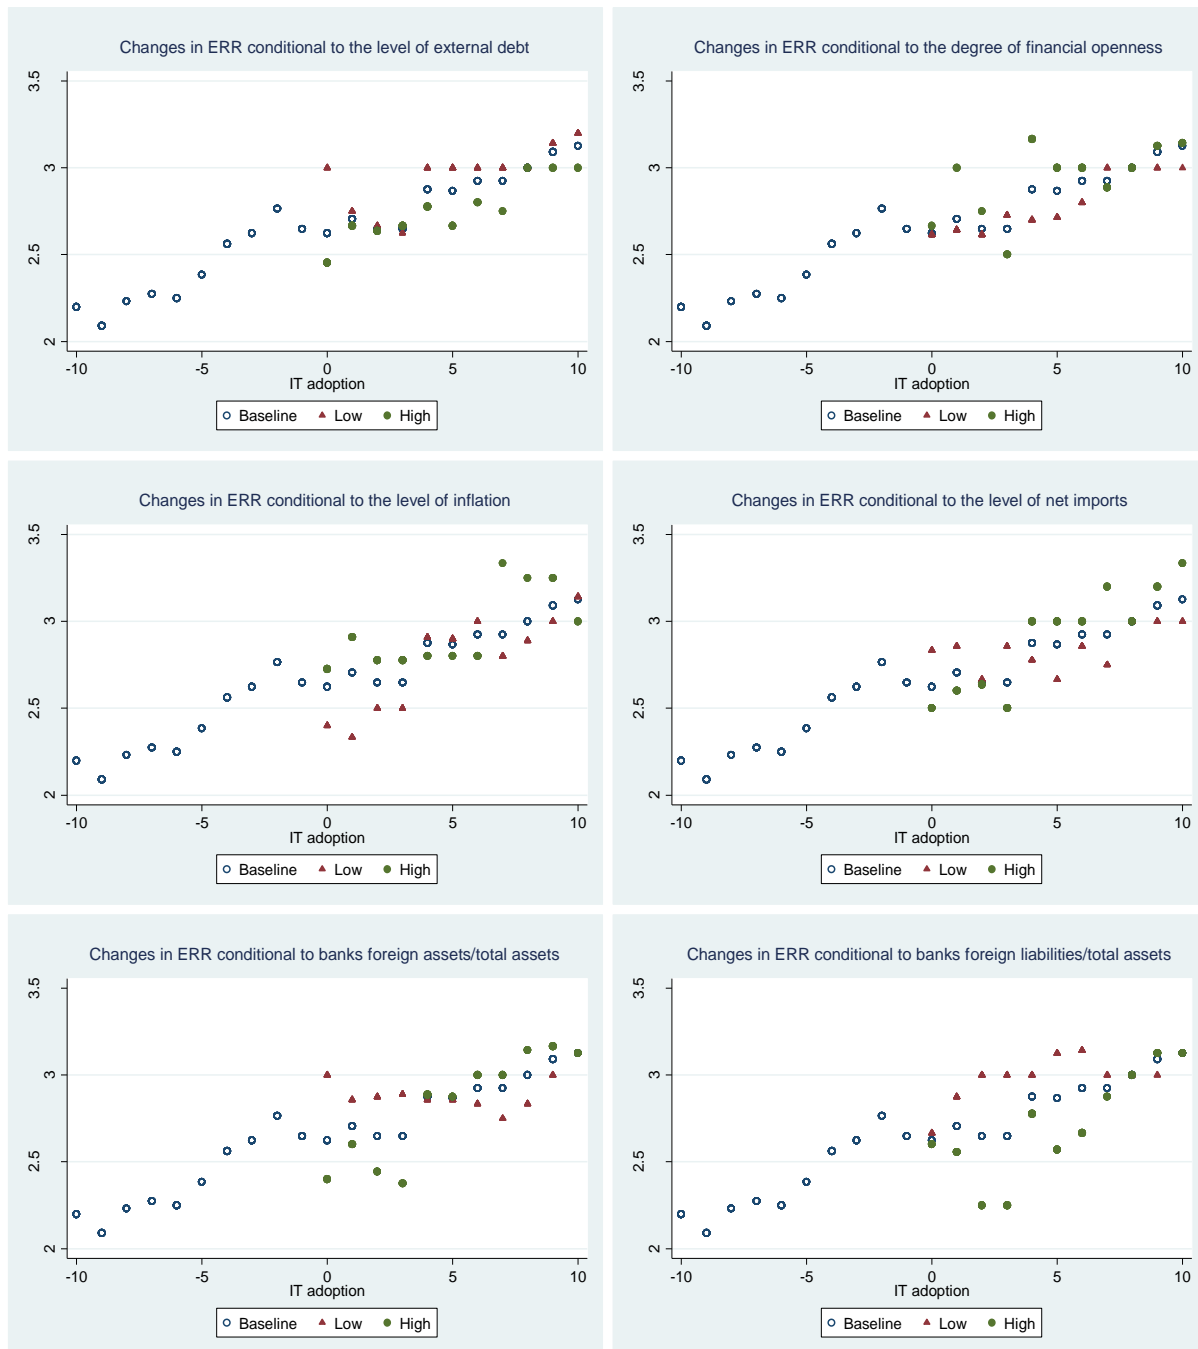 Changes in ERR conditional to the level of external debt
3.5
3
2.5
2
-10 -5 0 5 10
IT adoption
Baseline Low High
Changes in ERR conditional to the degree of financial openness
3.5
3
2.5
2
-10 -5 0 5 10
IT adoption
Baseline Low High
Changes in ERR conditional to the level of inflation
3.5
3
2.5
2
-10 -5 0 5 10
IT adoption
Baseline Low High
Changes in ERR conditional to the level of net imports
3.5
3
2.5
2
-10 -5 0 5 10
IT adoption
Baseline Low High
Changes in ERR conditional to banks foreign assets/total assets
3.5
3
2.5
2
-10 -5 0 5 10
IT adoption
Baseline Low High
Changes in ERR conditional to banks foreign liabilities/total assets
3.5
3
2.5
2
-10 -5 0 5 10
IT adoption
Baseline Low High